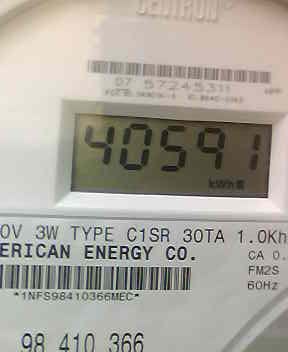 CENTRON
07 57245311
40591
kWh
0V 3W TYPE C1SR 30TA 1.0Kh
ERICAN ENERGY CO.
CA 0.
FM2S
60Hz
*1NFS98410366MEC*
98 410 366